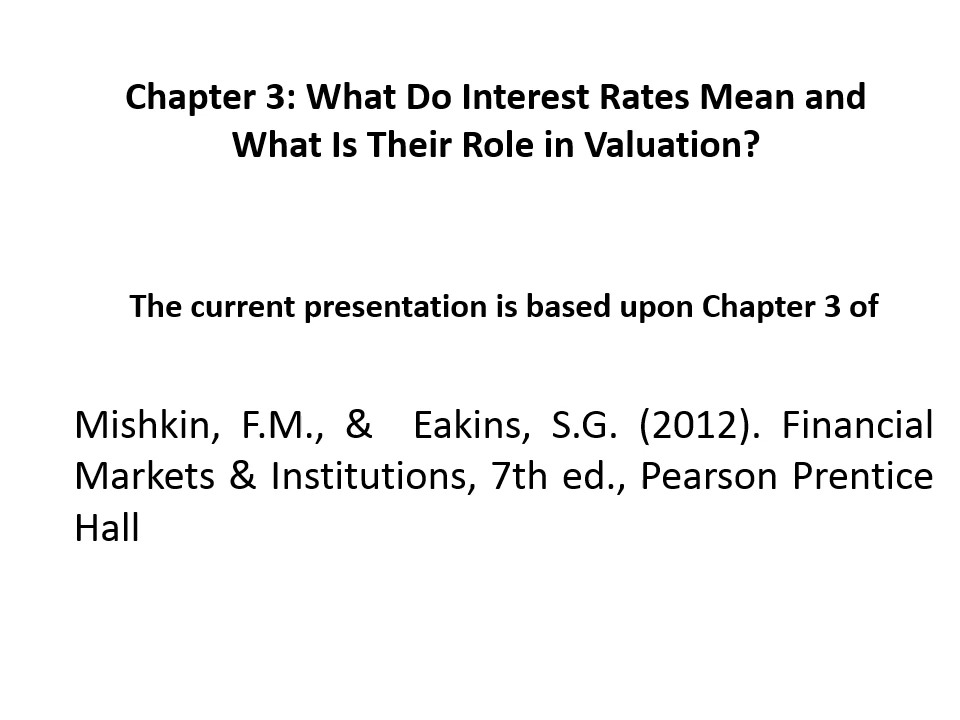 Chapter 3: What Do Interest Rates Mean and
What Is Their Role in Valuation?
The current presentation is based upon Chapter 3 of
Mishkin, F.M., & Eakins, S.G. (2012). Financial
Markets & Institutions, 7th ed., Pearson Prentice
Hall